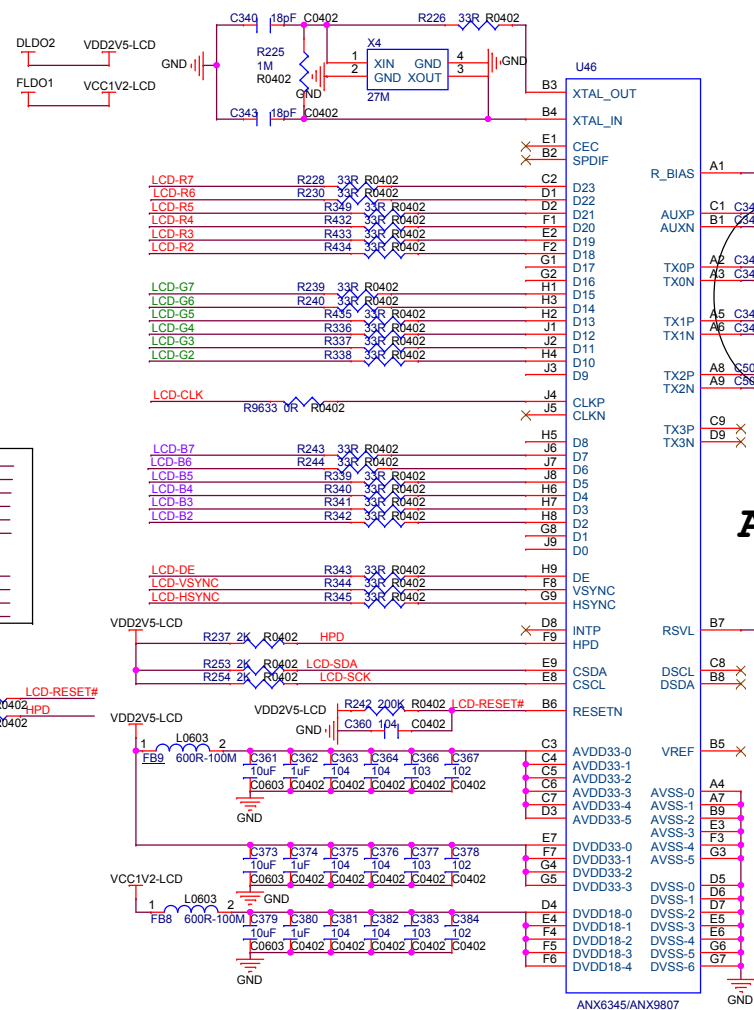 C340 18pF C0402 R226 33R R0402
DLDO2 VDD2V5-LCD
GND
R225
1M
R0402
X4
1 XIN GND 4
2 GND XOUT 3
27M
GND
GND
FLDO1 VCC1V2-LCD
C343 18pF C0402
U46
B3 XTAL_OUT
B4 XTAL_IN
E1 CEC
B2 SPDIF
LCD-R7 R228 33R R0402 C2 D23
LCD-R6 R230 33R R0402 D1 D22
LCD-R5 R349 33R R0402 D2 D21
LCD-R4 R432 33R R0402 F1 D20
LCD-R3 R433 33R R0402 E2 D19
LCD-R2 R434 33R R0402 F2 D18
G1 D17
G2 D16
LCD-G7 R239 33R R0402 H1 D15
LCD-G6 R240 33R R0402 H3 D14
LCD-G5 R435 33R R0402 H2 D13
LCD-G4 R336 33R R0402 J1 D12
LCD-G3 R337 33R R0402 J2 D11
LCD-G2 R338 33R R0402 H4 D10
J3 D9
LCD-CLK R9633 0R R0402 J4 CLKP
J5 CLKN
H5 D8
LCD-B7 R243 33R R0402 J6 D7
LCD-B6 R244 33R R0402 J7 D6
LCD-B5 R339 33R R0402 J8 D5
LCD-B4 R340 33R R0402 H6 D4
LCD-B3 R341 33R R0402 H7 D3
LCD-B2 R342 33R R0402 H8 D2
G8 D1
J9 D0
LCD-DE R343 33R R0402 H9 DE
LCD-VSYNC R344 33R R0402 F8 VSYNC
LCD-HSYNC R345 33R R0402 G9 HSYNC
VDD2V5-LCD
D8 INTP
R237 2K R0402 HPD F9 HPD
R253 2K R0402 LCD-SDA E9 CSDA
R254 2K R0402 LCD-SCK E8 CSCL
LCD-RESET#
0402
HPD
0402
VDD2V5-LCD R242 200K R0402 LCD-RESET# B6 RESETN
GND C360 104 C0402
VDD2V5-LCD
1 L0603 2
FB9 600R-100M
C361 C362 C363 C364 C366 C367
10uF 1uF 104 104 103 102
C0603 C0402 C0402 C0402 C0402 C0402
GND
C3 AVDD33-0
C4 AVDD33-1
C5 AVDD33-2
C6 AVDD33-3
C7 AVDD33-4
D3 AVDD33-5
C373 C374 C375 C376 C377 C378
10uF 1uF 104 104 103 102
C0603 C0402 C0402 C0402 C0402 C0402
GND
E7 DVDD33-0
F7 DVDD33-1
G4 DVDD33-2
G5 DVDD33-3
VCC1V2-LCD
1 L0603 2
FB8 600R-100M
C379 C380 C381 C382 C383 C384
10uF 1uF 104 104 103 102
C0603 C0402 C0402 C0402 C0402 C0402
GND
D4 DVDD18-0
E4 DVDD18-1
F4 DVDD18-2
F5 DVDD18-3
F6 DVDD18-4
R_BIAS A1
AUXP C1 C34
AUXN B1 C34
TX0P A2 C34
TX0N A3 C34
TX1P A5 C34
TX1N A6 C34
TX2P A8 C50
TX2N A9 C50
TX3P C9
TX3N D9
A
RSVL B7
DSCL C8
DSDA B8
VREF B5
AVSS-0 A4
AVSS-1 A7
AVSS-2 B9
AVSS-3 E3
AVSS-4 F3
AVSS-5 G3
DVSS-0 D5
DVSS-1 D6
DVSS-2 D7
DVSS-3 E5
DVSS-4 E6
DVSS-5 G6
DVSS-6 G7
GND
ANX6345/ANX9807